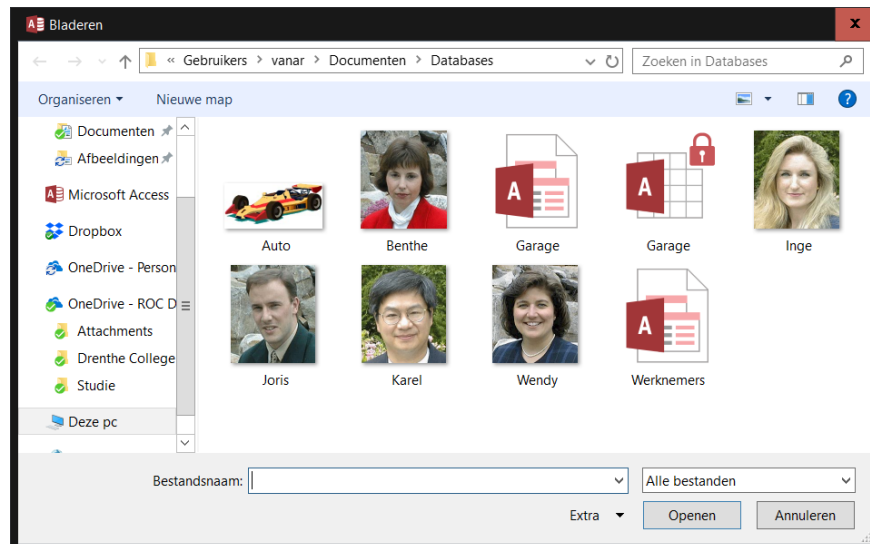 Bladeren
« Gebruikers > vanar > Documenten > Databases
Zoeken in Databases
Organiseren
Nieuwe map
Documenten
Afbeeldingen
Microsoft Access
Dropbox
OneDrive - Person
OneDrive - ROC D
Attachments
Drenthe College
Studie
Deze pc
Auto
Benthe
Garage
Garage
Inge
Joris
Karel
Wendy
Werknemers
Bestandsnaam:
Alle bestanden
Extra
Openen
Annuleren